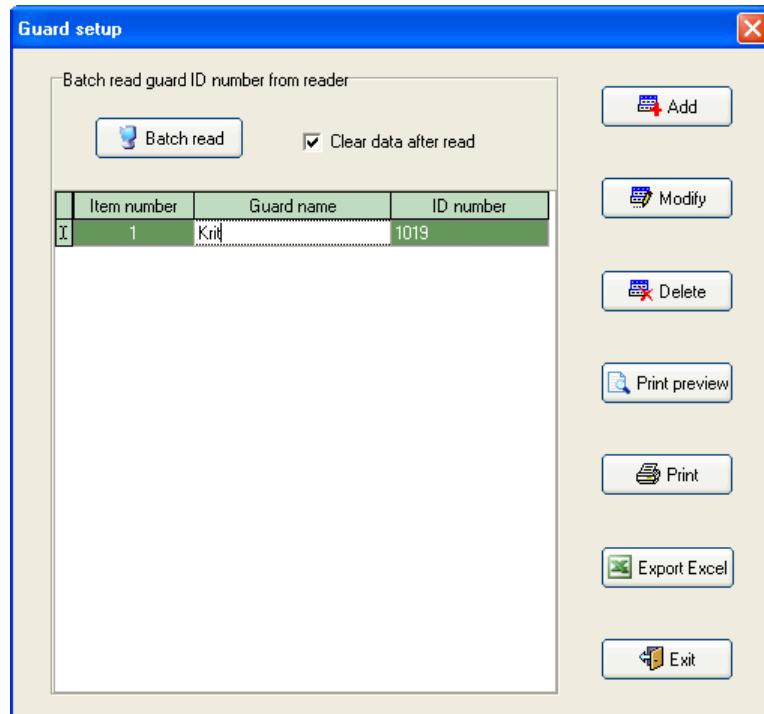 Guard setup
Batch read guard ID number from reader
Batch read
Clear data after read
Item number Guard name ID number
1 Krit 1019
Add
Modify
Delete
Print preview
Print
Export Excel
Exit